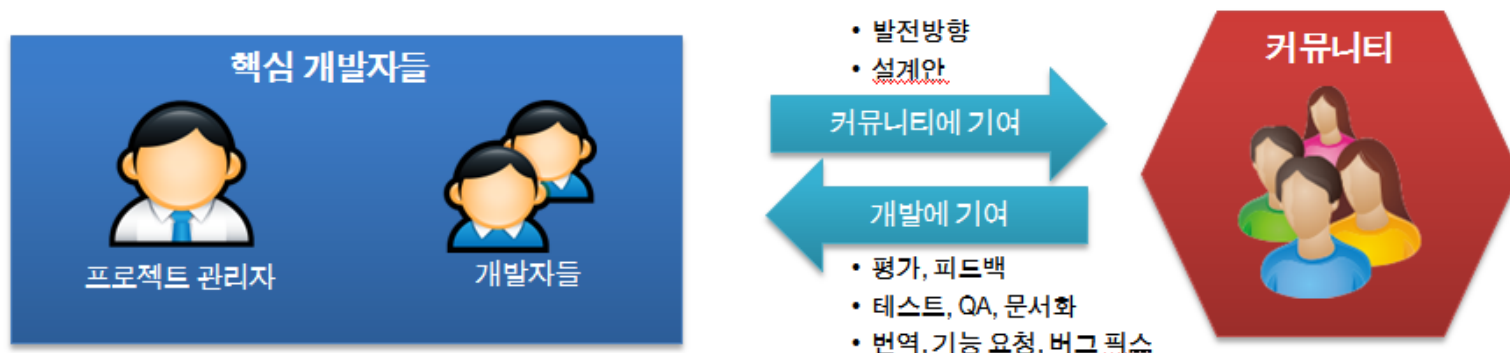 핵심 개발자들
프로젝트 관리자
개발자들
• 발전방향
• 설계안
커뮤니티에 기여
개발에 기여
• 평가, 피드백
• 테스트, QA, 문서화
• 번역, 기능 요청, 버그 픽스
커뮤니티